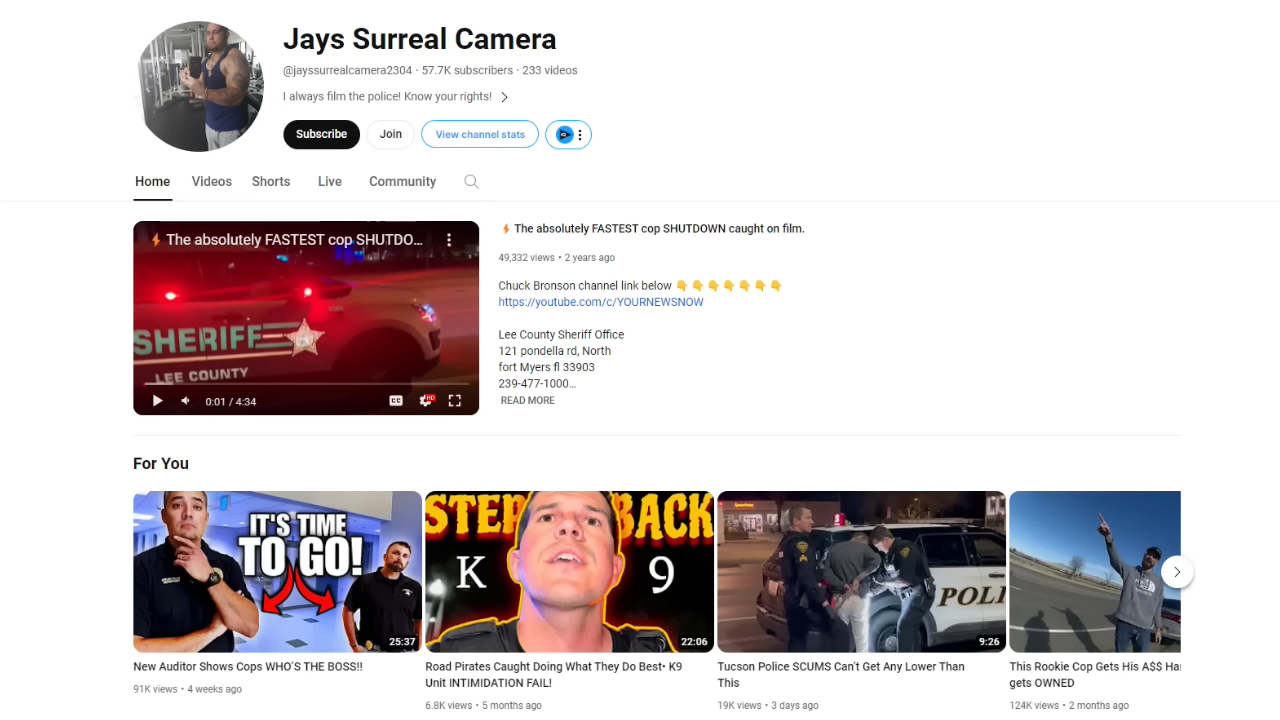 Jays Surreal Camera
@jayssurrealcamera2304 · 57.7K subscribers · 233 videos
I always film the police! Know your rights!
Subscribe
Join
View channel stats
Home
Videos
Shorts
Live
Community
⚡ The absolutely FASTEST cop SHUTDO...
SHERIFF
LEE COUNTY
0:01 / 4:34
CC
HD
⚡ The absolutely FASTEST cop SHUTDOWN caught on film.
49,332 views • 2 years ago
Chuck Bronson channel link below 👇 👇 👇 👇 👇 👇 👇
https://youtube.com/c/YOURNEWSNOW
Lee County Sheriff Office
121 pondella rd, North
fort Myers fl 33903
239-477-1000...
READ MORE
For You
IT'S TIME
TO GO!
25:37
STEP BACK
K 9
22:06
POLI
9:26
New Auditor Shows Cops WHO'S THE BOSS!!
91K views • 4 weeks ago
Road Pirates Caught Doing What They Do Best• K9
Unit INTIMIDATION FAIL!
6.8K views • 5 months ago
Tucson Police SCUMS Can't Get Any Lower Than
This
19K views • 3 days ago
This Rookie Cop Gets His A$$ Ha
gets OWNED
124K views • 2 months ago